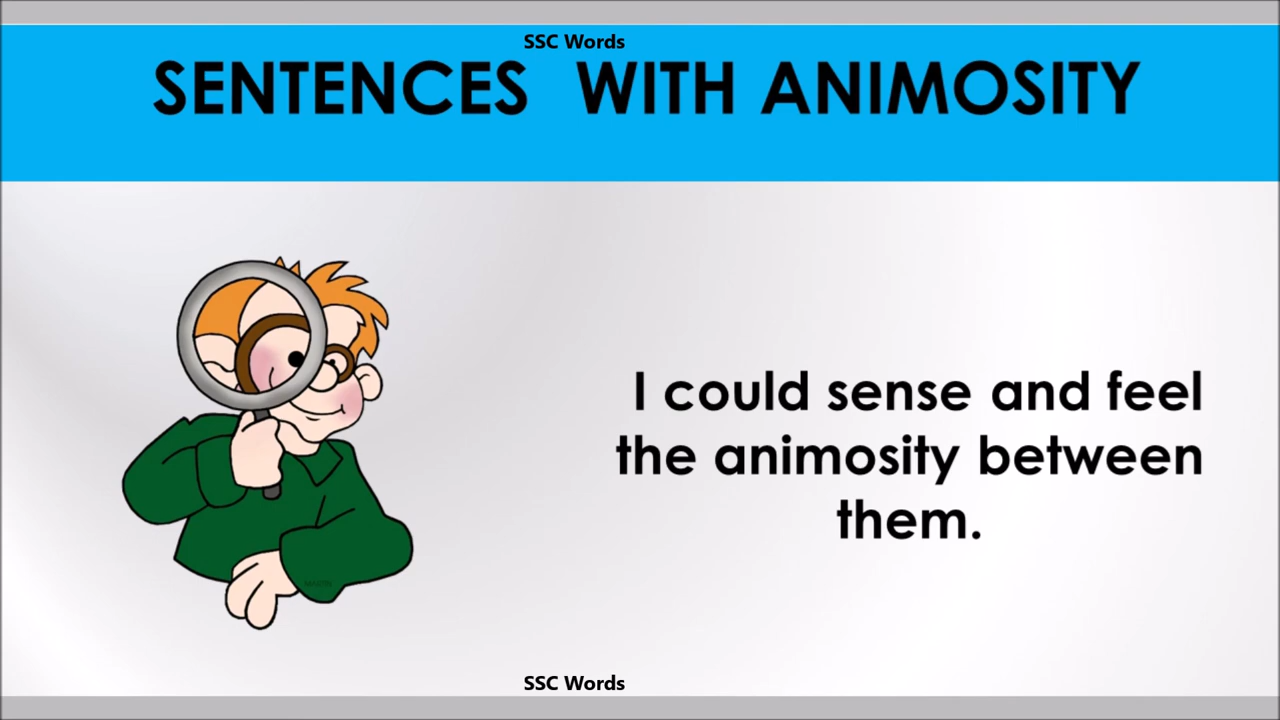 SSC Words
SENTENCES WITH ANIMOSITY
I could sense and feel
the animosity between
them.
SSC Words